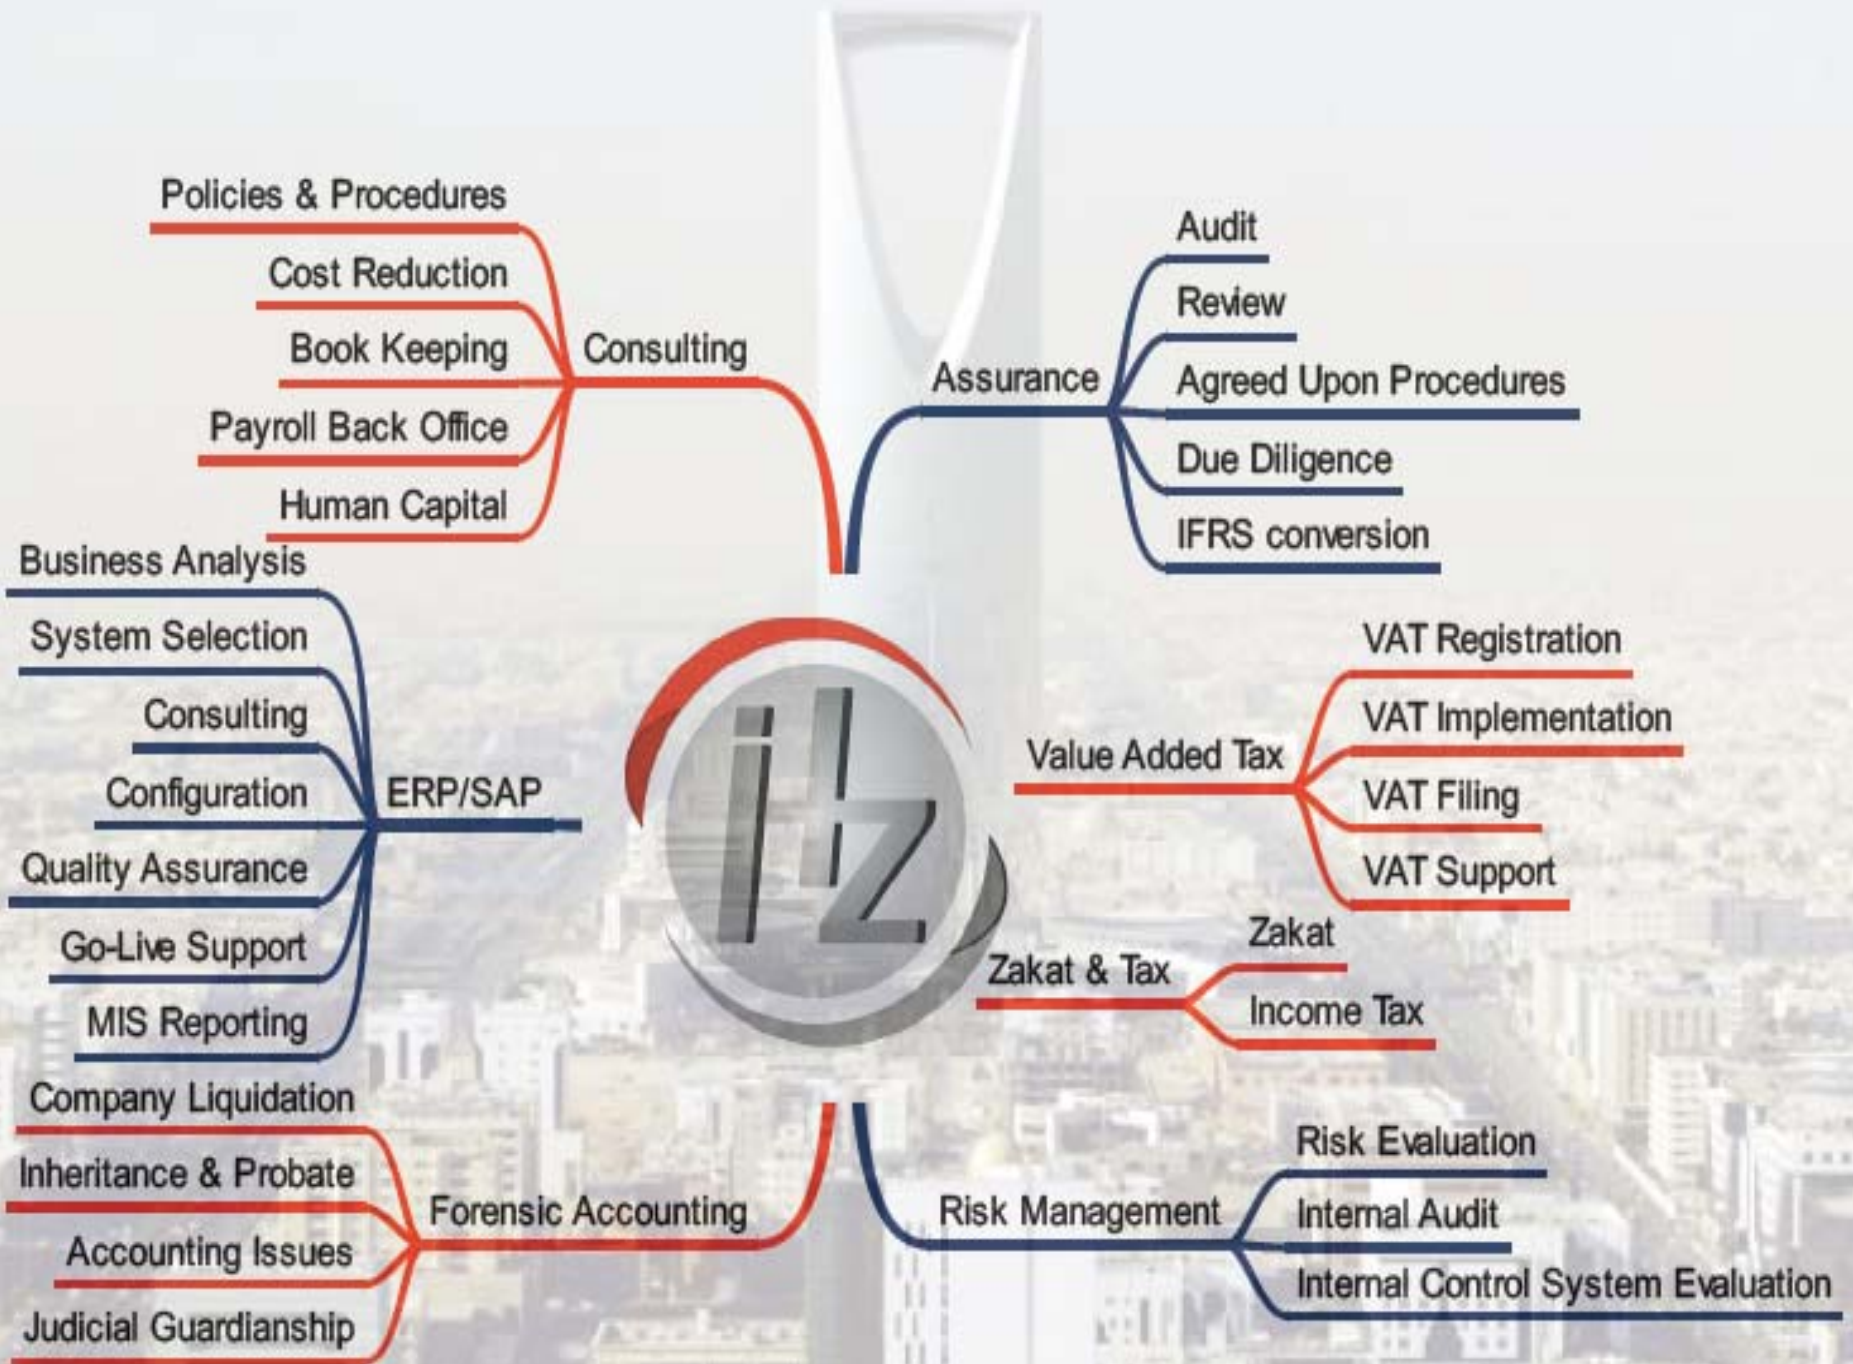 Policies & Procedures
Cost Reduction
Book Keeping
Payroll Back Office
Human Capital
Consulting
Audit
Review
Agreed Upon Procedures
Due Diligence
IFRS conversion
Assurance
Business Analysis
System Selection
Consulting
Configuration
Quality Assurance
Go-Live Support
MIS Reporting
ERP/SAP
VAT Registration
VAT Implementation
VAT Filing
VAT Support
Value Added Tax
Zakat & Tax
Zakat
Income Tax
Company Liquidation
Inheritance & Probate
Accounting Issues
Judicial Guardianship
Forensic Accounting
Risk Management
Risk Evaluation
Internal Audit
Internal Control System Evaluation